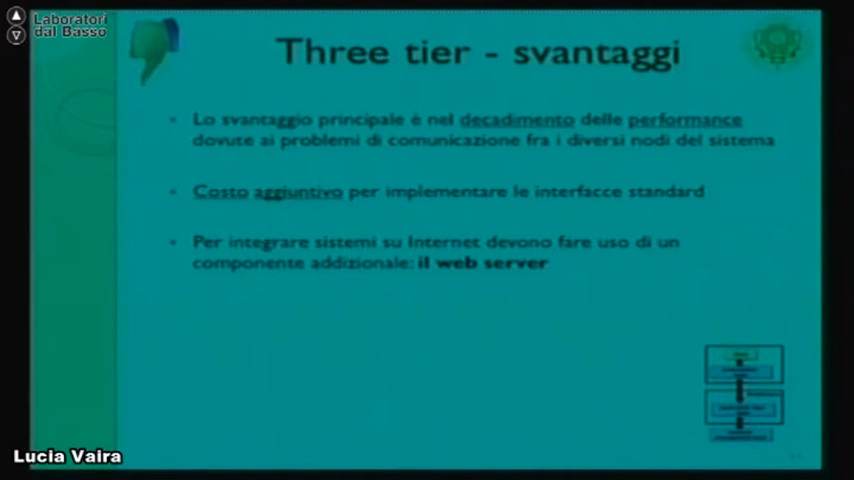 Laboratori
dal Basso
Three tier - svantaggi
Lo svantaggio principale è nel decadimento delle performance
dovute ai problemi di comunicazione fra i diversi nodi del sistema
Costo aggiuntivo per implementare le interfacce standard
Per integrare sistemi su Internet devono fare uso di un
componente addizionale: il web server
Lucia Vaira